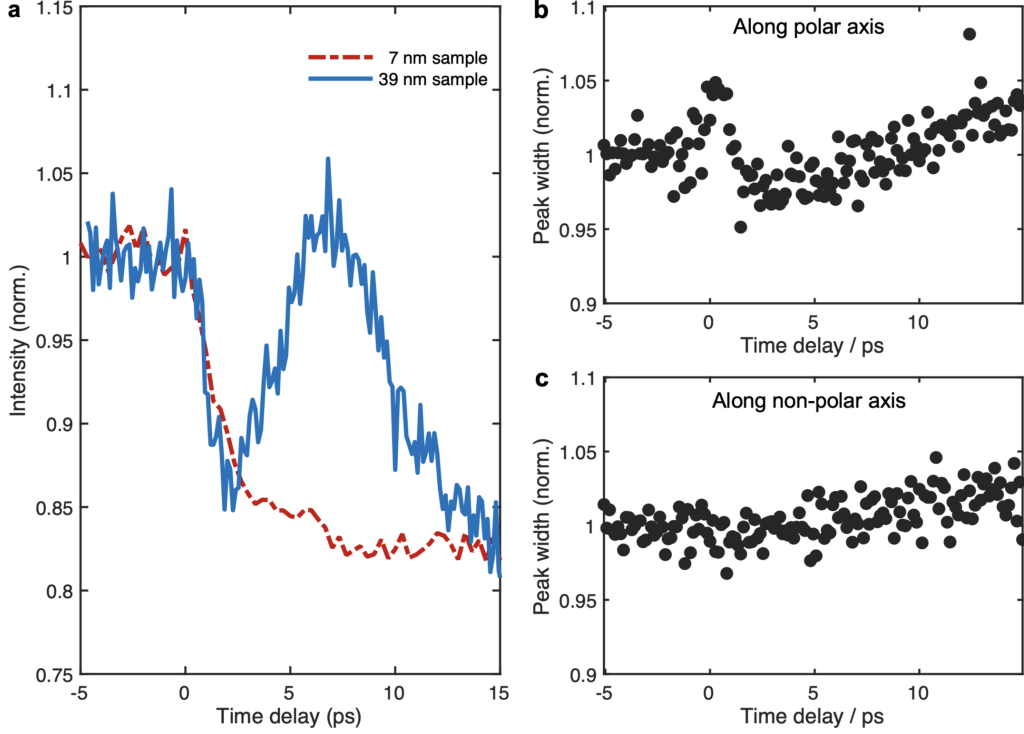 a
1.15
1.1
1.05
1
0.95
0.9
0.85
0.8
0.75
Intensity (norm.)
7 nm sample
39 nm sample
-5
0
5
10
15
Time delay (ps)
b
1.1
1.05
1
0.95
0.9
Peak width (norm.)
Along polar axis
-5
0
5
10
Time delay / ps
c
1.1
1.05
1
0.95
0.9
Peak width (norm.)
Along non-polar axis
-5
0
5
10
Time delay / ps